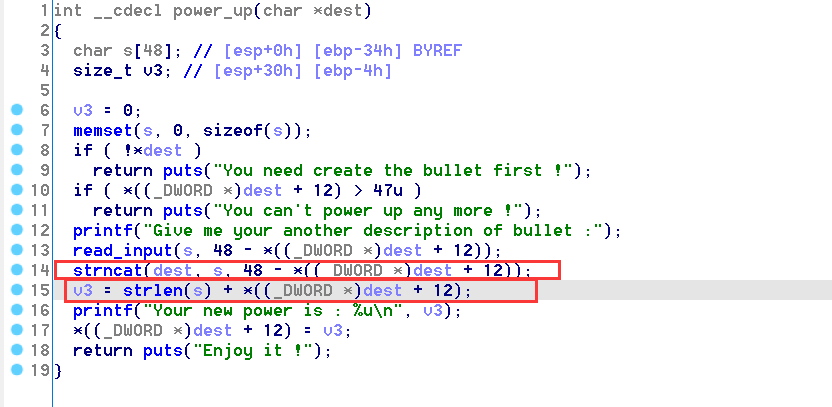 1 int __cdecl power_up(char *dest)
2 {
3 char s[48]; // [esp+0h] [ebp-34h] BYREF
4 size_t v3; // [esp+30h] [ebp-4h]
5
6 v3 = 0;
7 memset(s, 0, sizeof(s));
8 if ( !*dest )
9 return puts("You need create the bullet first !");
10 if ( *((_DWORD *)dest + 12) > 47u )
11 return puts("You can't power up any more !");
12 printf("Give me your another description of bullet :");
13 read_input(s, 48 - *((_DWORD *)dest + 12));
14 strncat(dest, s, 48 - *((_DWORD *)dest + 12));
15 v3 = strlen(s) + *((_DWORD *)dest + 12);
16 printf("Your new power is : %u\n", v3);
17 *((_DWORD *)dest + 12) = v3;
18 return puts("Enjoy it !");
19 }